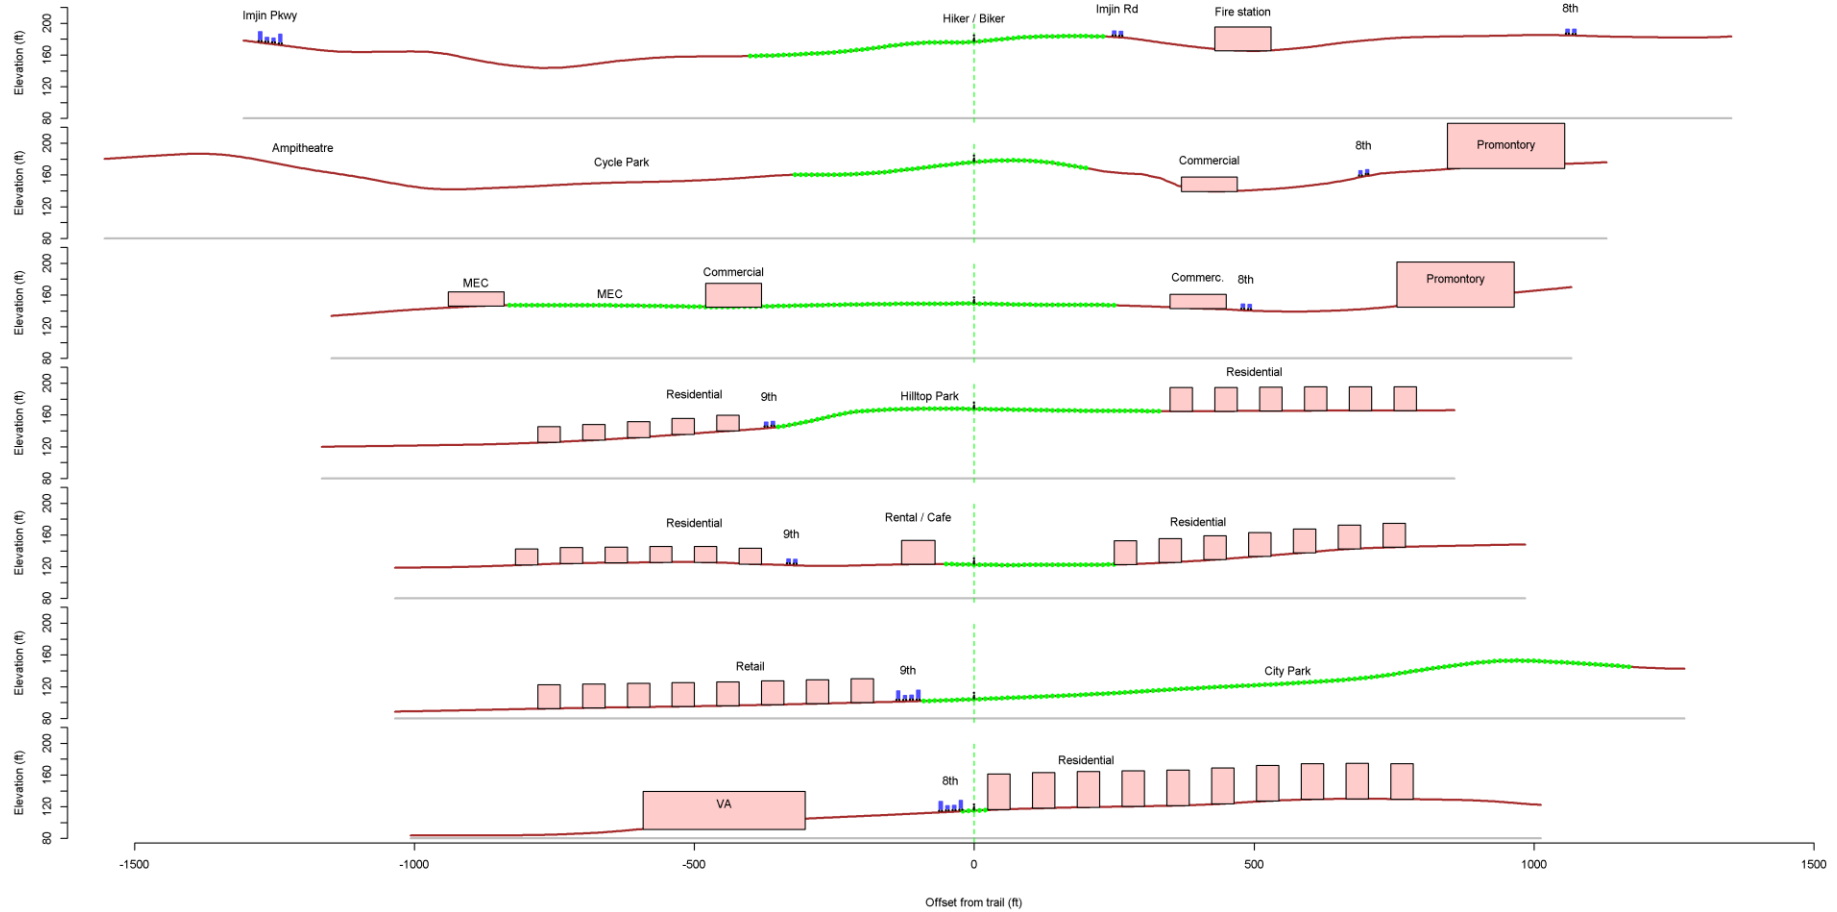 Imjin Pkwy
Hiker / Biker
Imjin Rd
Fire station
8th
Elevation (ft)
80 120 160 200
Ampitheatre
Cycle Park
Commercial
8th
Promontory
Elevation (ft)
80 120 160 200
MEC
MEC
Commercial
Commerc.
8th
Promontory
Elevation (ft)
80 120 160 200
Residential
9th
Hilltop Park
Residential
Elevation (ft)
80 120 160 200
Residential
9th
Rental / Cafe
Residential
Elevation (ft)
80 120 160 200
Retail
9th
City Park
Elevation (ft)
80 120 160 200
VA
8th
Residential
Elevation (ft)
80 120 160 200
-1500 -1000 -500 0 500 1000 1500
Offset from trail (ft)